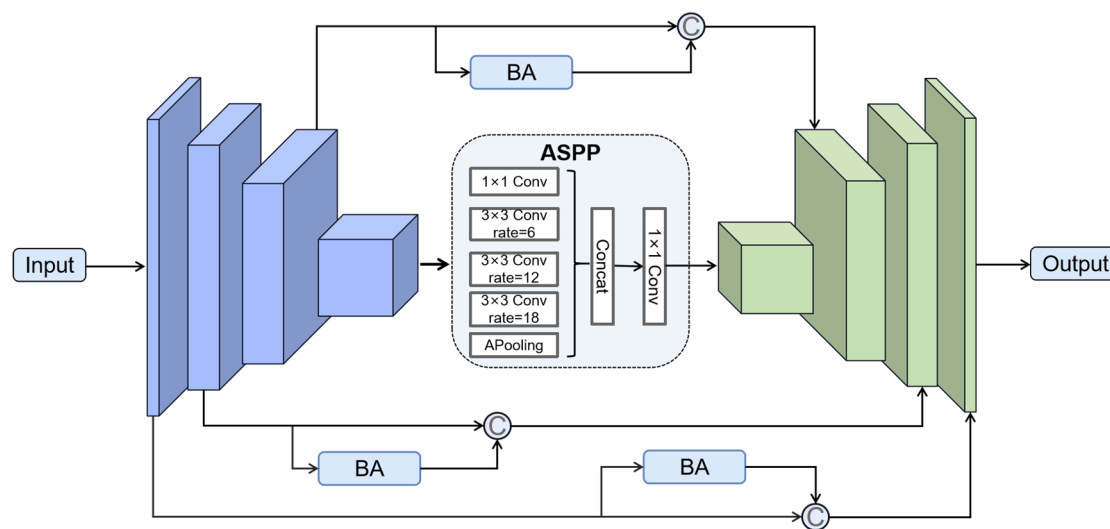 C
BA
ASPP
1×1 Conv
3×3 Conv
rate=6
3×3 Conv
rate=12
3×3 Conv
rate=18
APooling
Concat
1×1 Conv
Input
Output
C
BA
BA
C